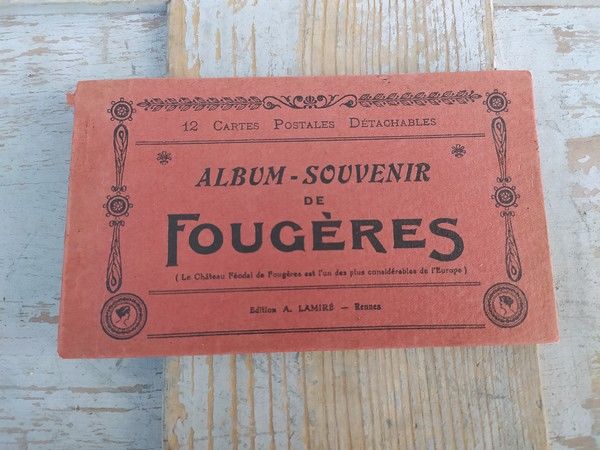 12 Cartes Postales Détachables
ALBUM-SOUVENIR
DE
FOUGÈRES
( Le Château Féodal de Fougères est l'un des plus considérables de l'Europe )
Edition A. LAMIRÉ — Rennes